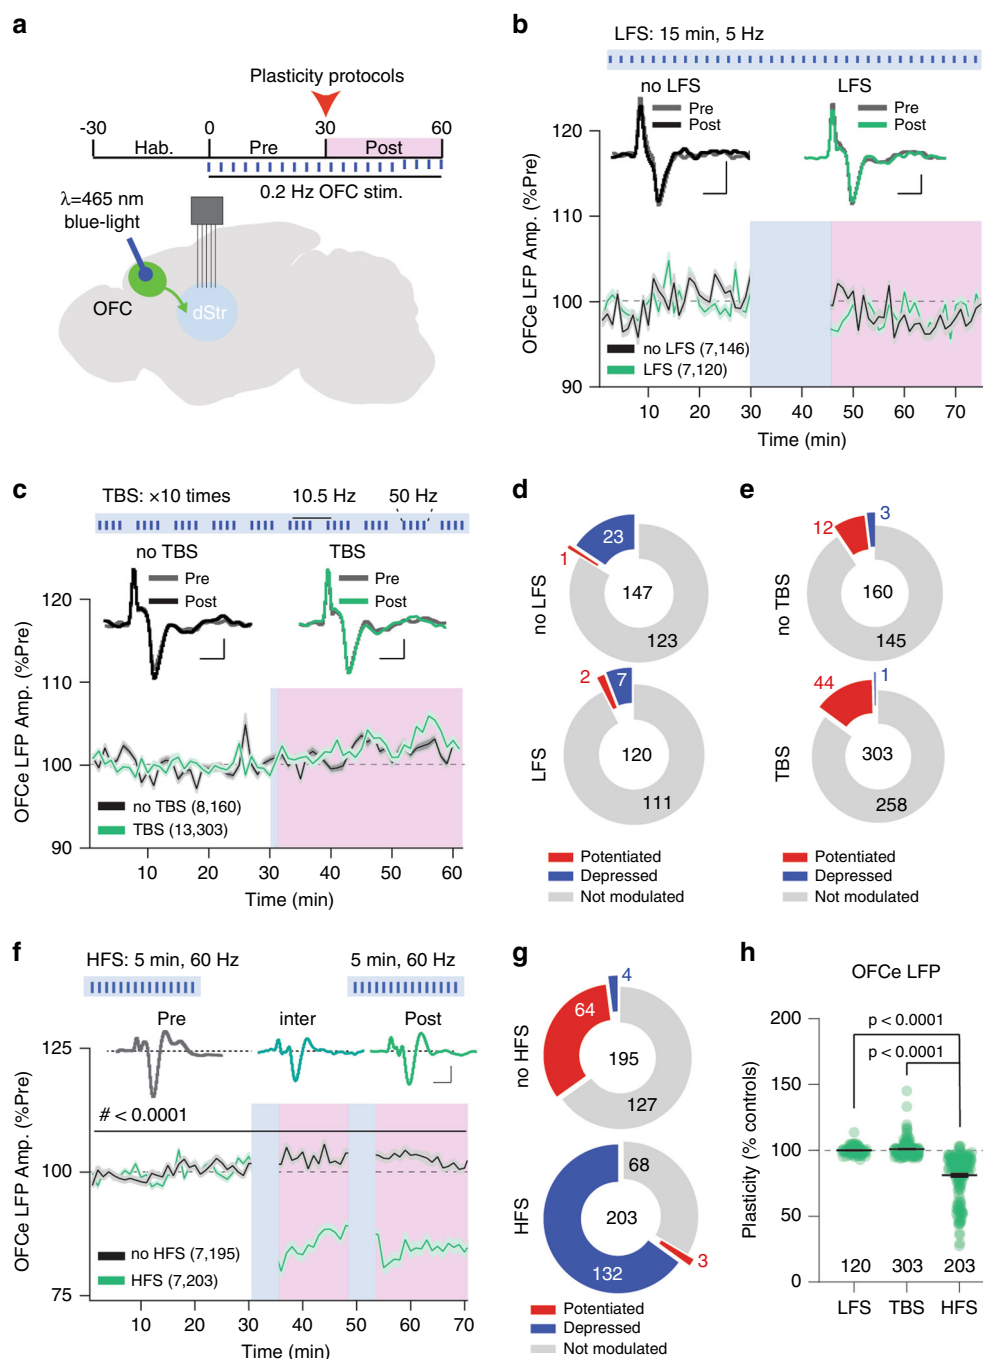 a
Plasticity protocols
-30 0 30 60
Hab. Pre Post
0.2 Hz OFC stim.
λ=465 nm
blue-light
OFC
dStr
b
LFS: 15 min, 5 Hz
no LFS LFS
Pre Pre
Post Post
120
110
100
90
OFCe LFP Amp. (%Pre)
no LFS (7,146)
LFS (7,120)
10 20 30 40 50 60 70
Time (min)
c
TBS: ×10 times 10.5 Hz 50 Hz
no TBS TBS
Pre Pre
Post Post
120
110
100
90
OFCe LFP Amp. (%Pre)
no TBS (8,160)
TBS (13,303)
10 20 30 40 50 60
Time (min)
d
no LFS
1
23
147
123
LFS
2
7
120
111
Potentiated
Depressed
Not modulated
e
no TBS
12
3
160
145
TBS
44
1
303
258
Potentiated
Depressed
Not modulated
f
HFS: 5 min, 60 Hz 5 min, 60 Hz
Pre inter Post
125
100
75
OFCe LFP Amp. (%Pre)
# < 0.0001
no HFS (7,195)
HFS (7,203)
10 20 30 40 50 60 70
Time (min)
g
no HFS
64
4
195
127
HFS
68
203
3
132
Potentiated
Depressed
Not modulated
h
OFCe LFP
p < 0.0001
p < 0.0001
200
150
100
50
0
Plasticity (% controls)
120 303 203
LFS TBS HFS